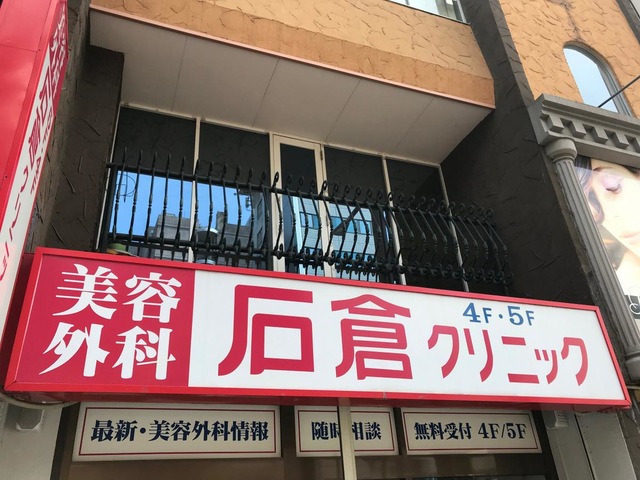 美容
外科
石倉クリニック
4F・5F
最新・美容外科情報
随時相談
無料受付 4F/5F